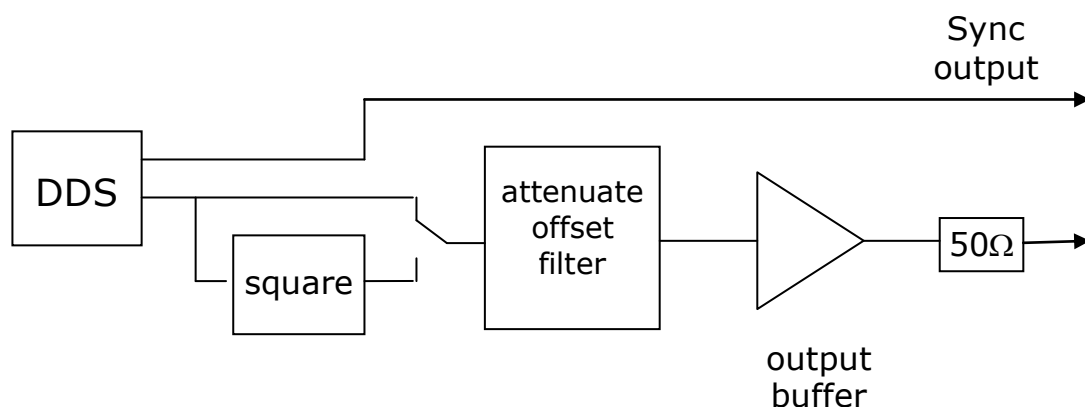 Sync
output
DDS
square
attenuate
offset
filter
50Ω
output
buffer